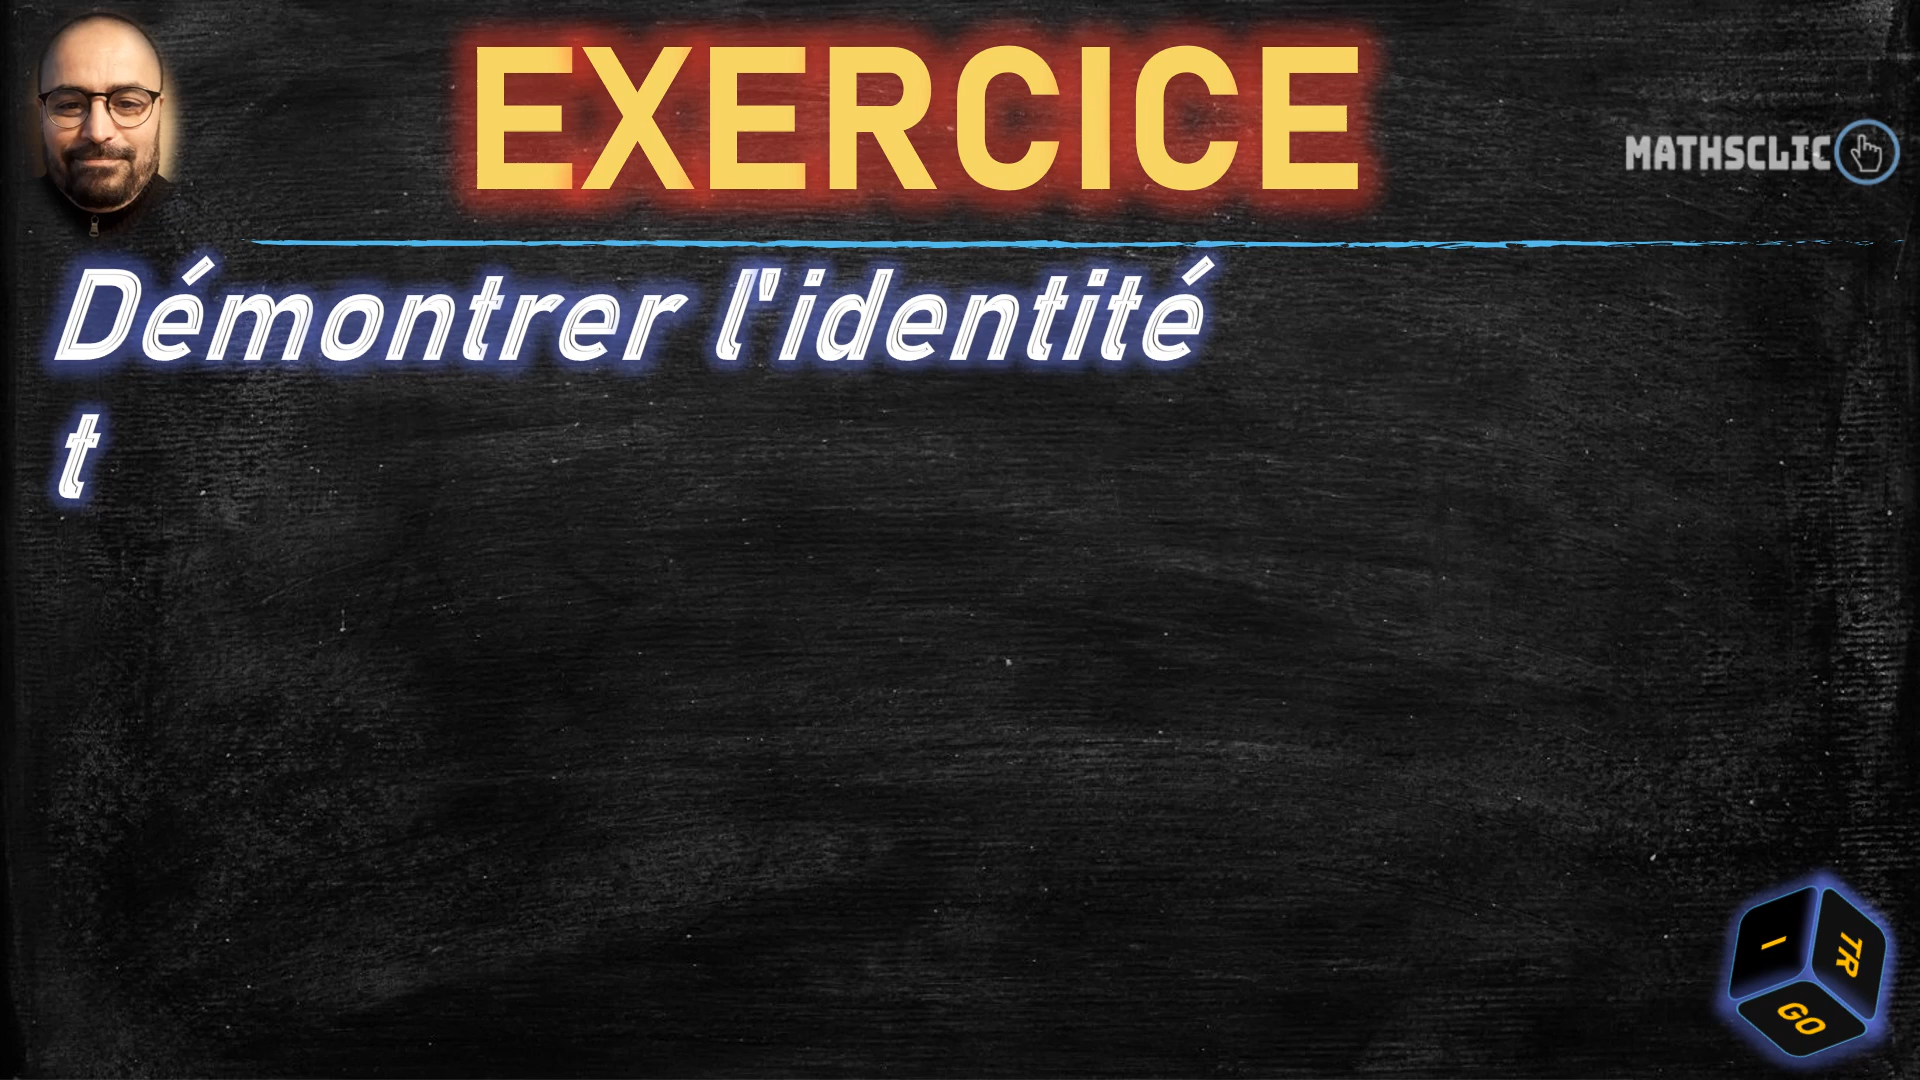 EXERCICE
MATHSCLIC
Démontrer l'identité
t
TR
I
GO